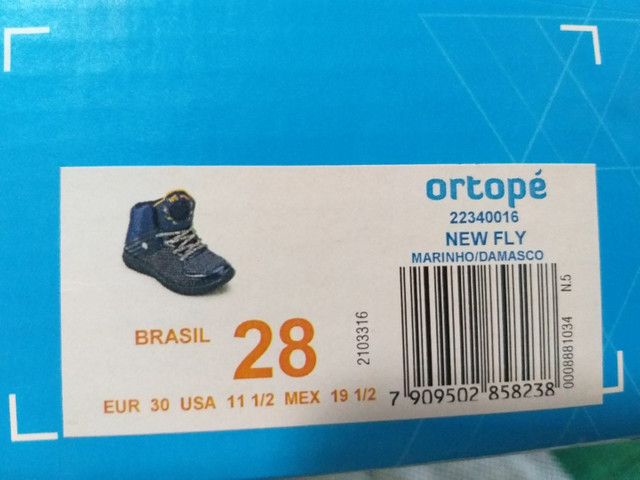 ortopé
22340016
NEW FLY
MARINHO/DAMASCO
BRASIL 28
2103316
EUR 30 USA 11 1/2 MEX 19 1/2
7 909502 858238
0008881034 N.5